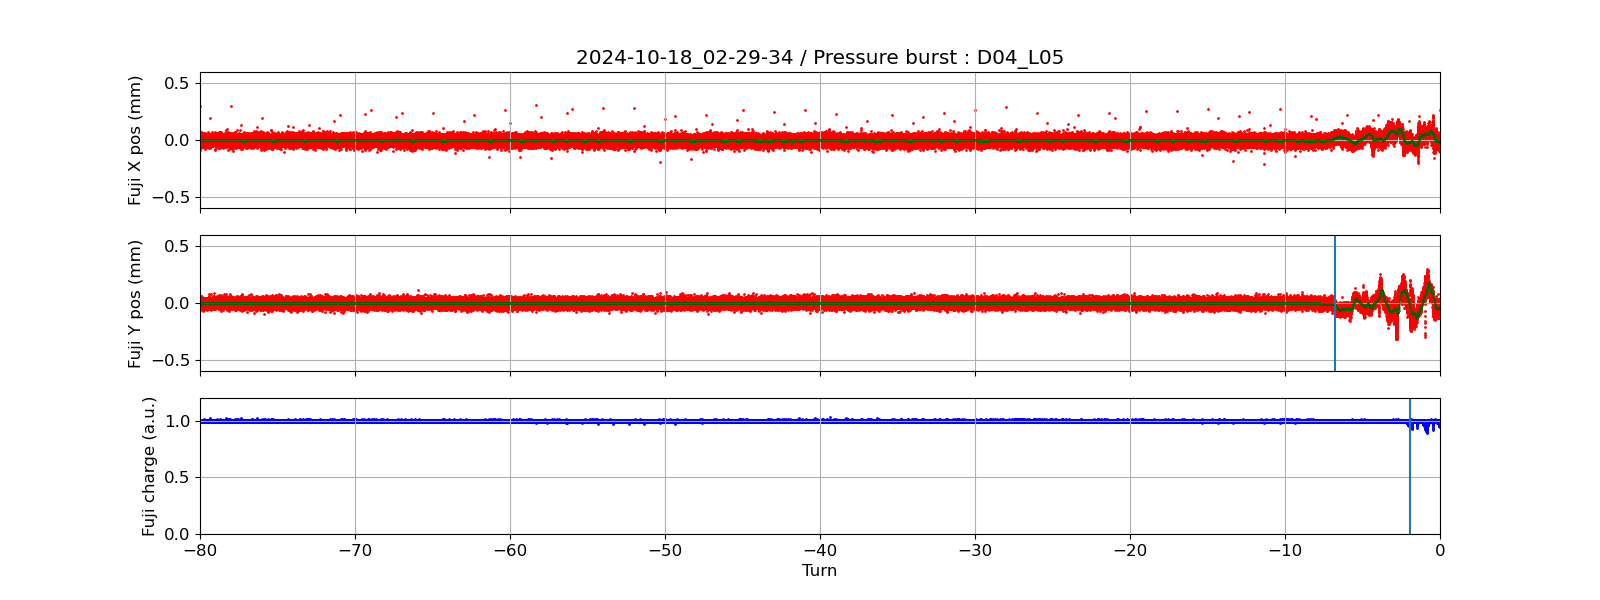 2024-10-18_02-29-34 / Pressure burst : D04_L05
Fuji X pos (mm)
0.5
0.0
−0.5
Fuji Y pos (mm)
0.5
0.0
−0.5
Fuji charge (a.u.)
1.0
0.5
0.0
−80 −70 −60 −50 −40 −30 −20 −10 0
Turn